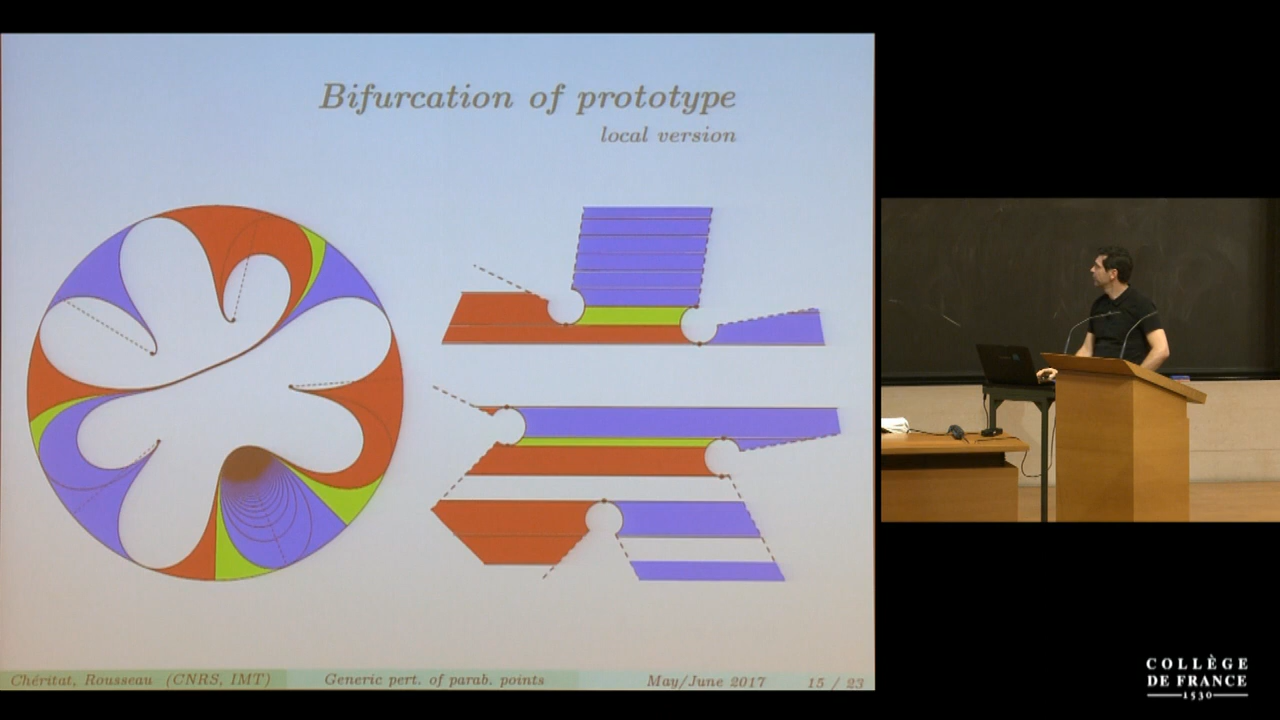 Bifurcation of prototype
local version
Chéritat, Rousseau (CNRS, IMT) Generic pert. of parab. points May/June 2017 15 / 23
COLLÈGE
DE FRANCE
1530